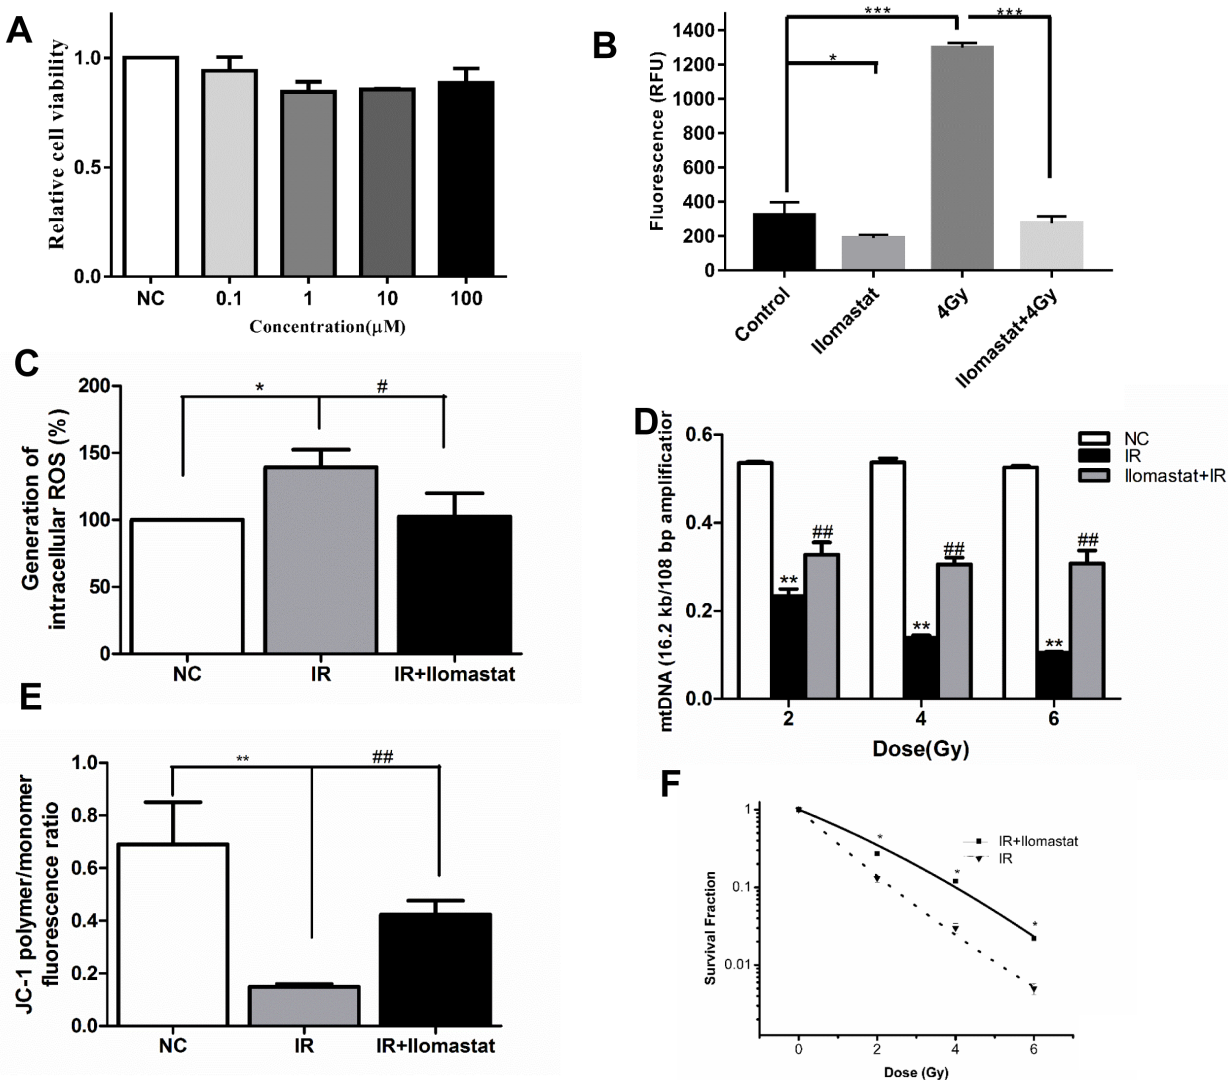 A
Relative cell viability
1.0
0.5
0.0
NC 0.1 1 10 100
Concentration(μM)
B
Fluorescence (RFU)
1400
1200
1000
800
600
400
200
0
***
***
*
Control
Ilomastat
4Gy
Ilomastat+4Gy
C
Generation of
intracellular ROS (%)
200
150
100
50
0
* #
NC IR IR+Ilomastat
D
mtDNA (16.2 kb/108 bp amplificatior
0.6
0.4
0.2
0.0
NC
IR
Ilomastat+IR
** ##
** ##
** ##
2 4 6
Dose(Gy)
E
JC-1 polymer/monomer
fluorescence ratio
1.0
0.8
0.6
0.4
0.2
0.0
** ##
NC IR IR+Ilomastat
F
Survival Fraction
1
0.1
0.01
*
*
*
IR+Ilomastat
IR
0 2 4 6
Dose (Gy)